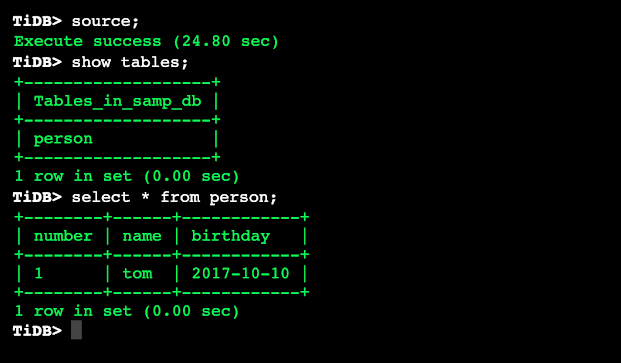 TiDB> source;
Execute success (24.80 sec)
TiDB> show tables;
+-------------------+
| Tables_in_samp_db |
+-------------------+
| person            |
+-------------------+
1 row in set (0.00 sec)
TiDB> select * from person;
+--------+------+------------+
| number | name | birthday   |
+--------+------+------------+
| 1      | tom  | 2017-10-10 |
+--------+------+------------+
1 row in set (0.00 sec)
TiDB>